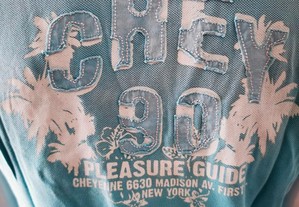 CHEY
90
PLEASURE GUIDE
CHEYENNE 6630 MADISON AV. FIRST
NEW YORK